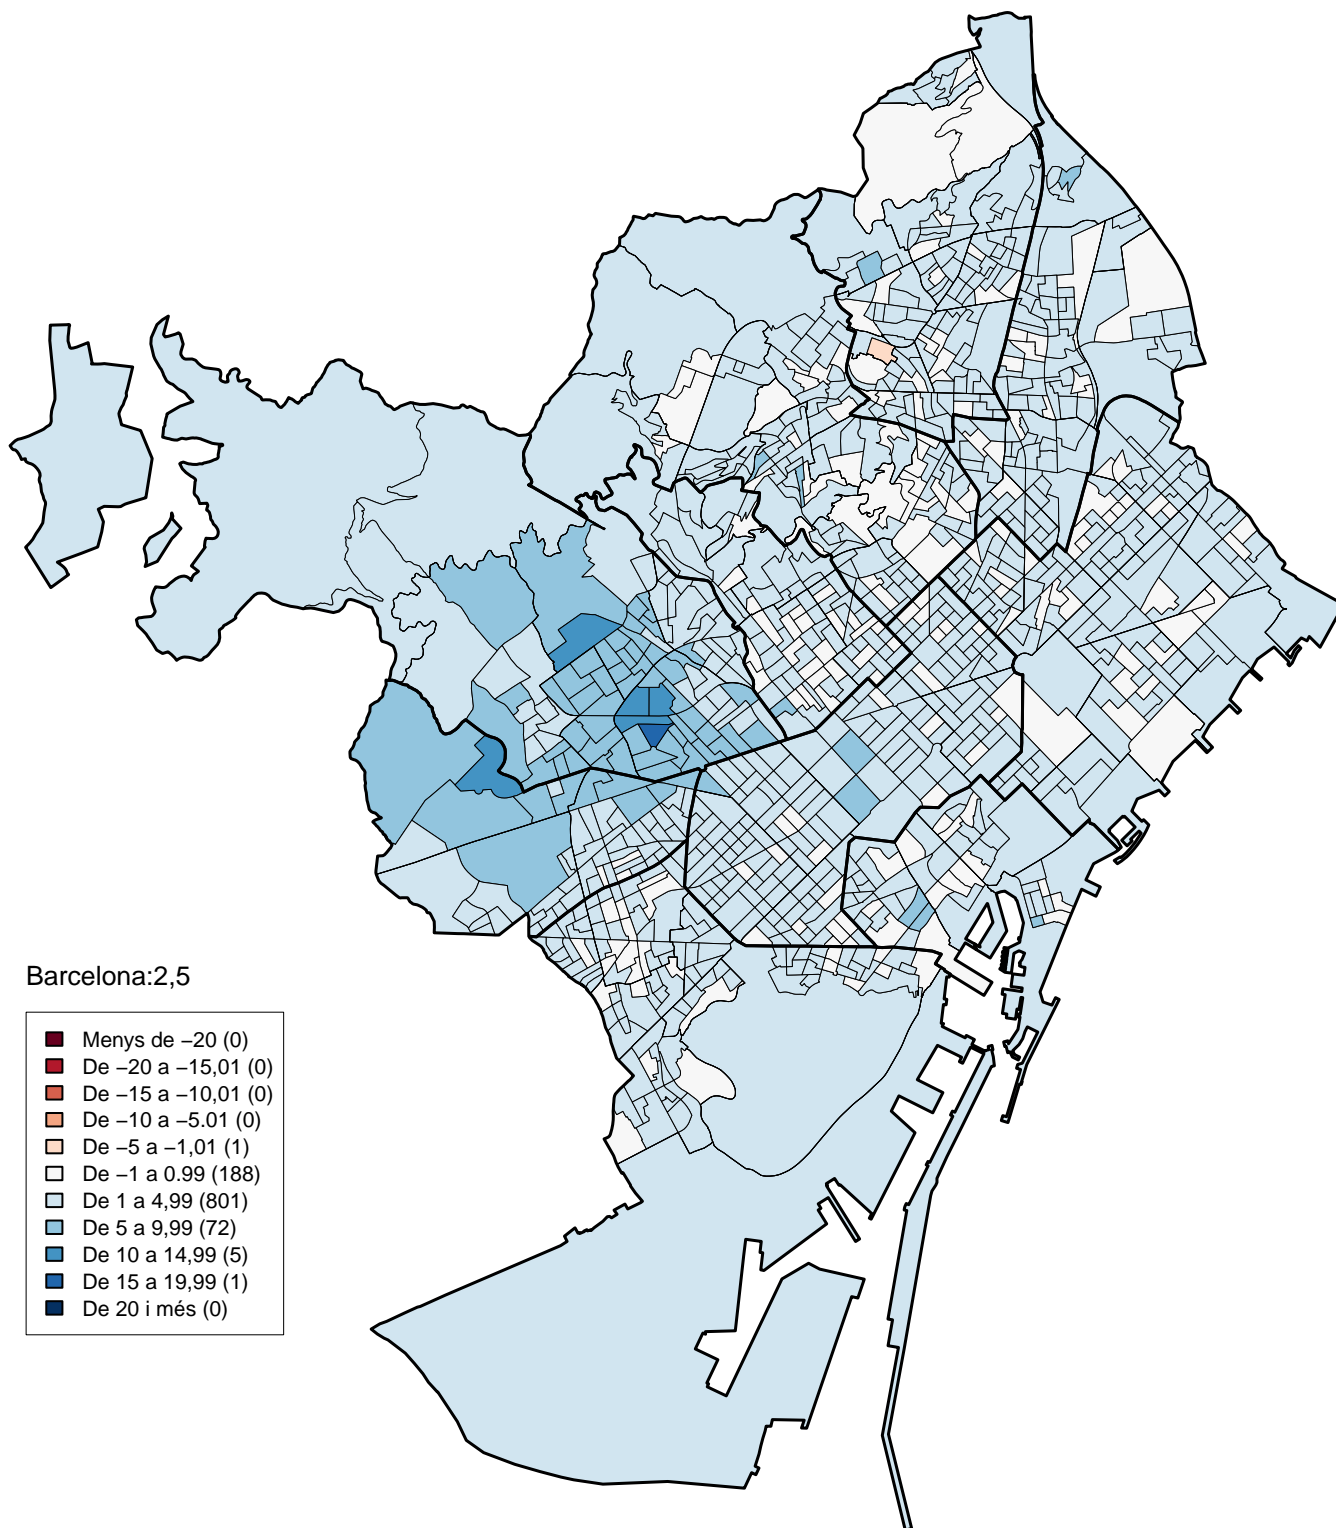 Barcelona:2,5
Menys de −20 (0)
De −20 a −15,01 (0)
De −15 a −10,01 (0)
De −10 a −5.01 (0)
De −5 a −1,01 (1)
De −1 a 0.99 (188)
De 1 a 4,99 (801)
De 5 a 9,99 (72)
De 10 a 14,99 (5)
De 15 a 19,99 (1)
De 20 i més (0)